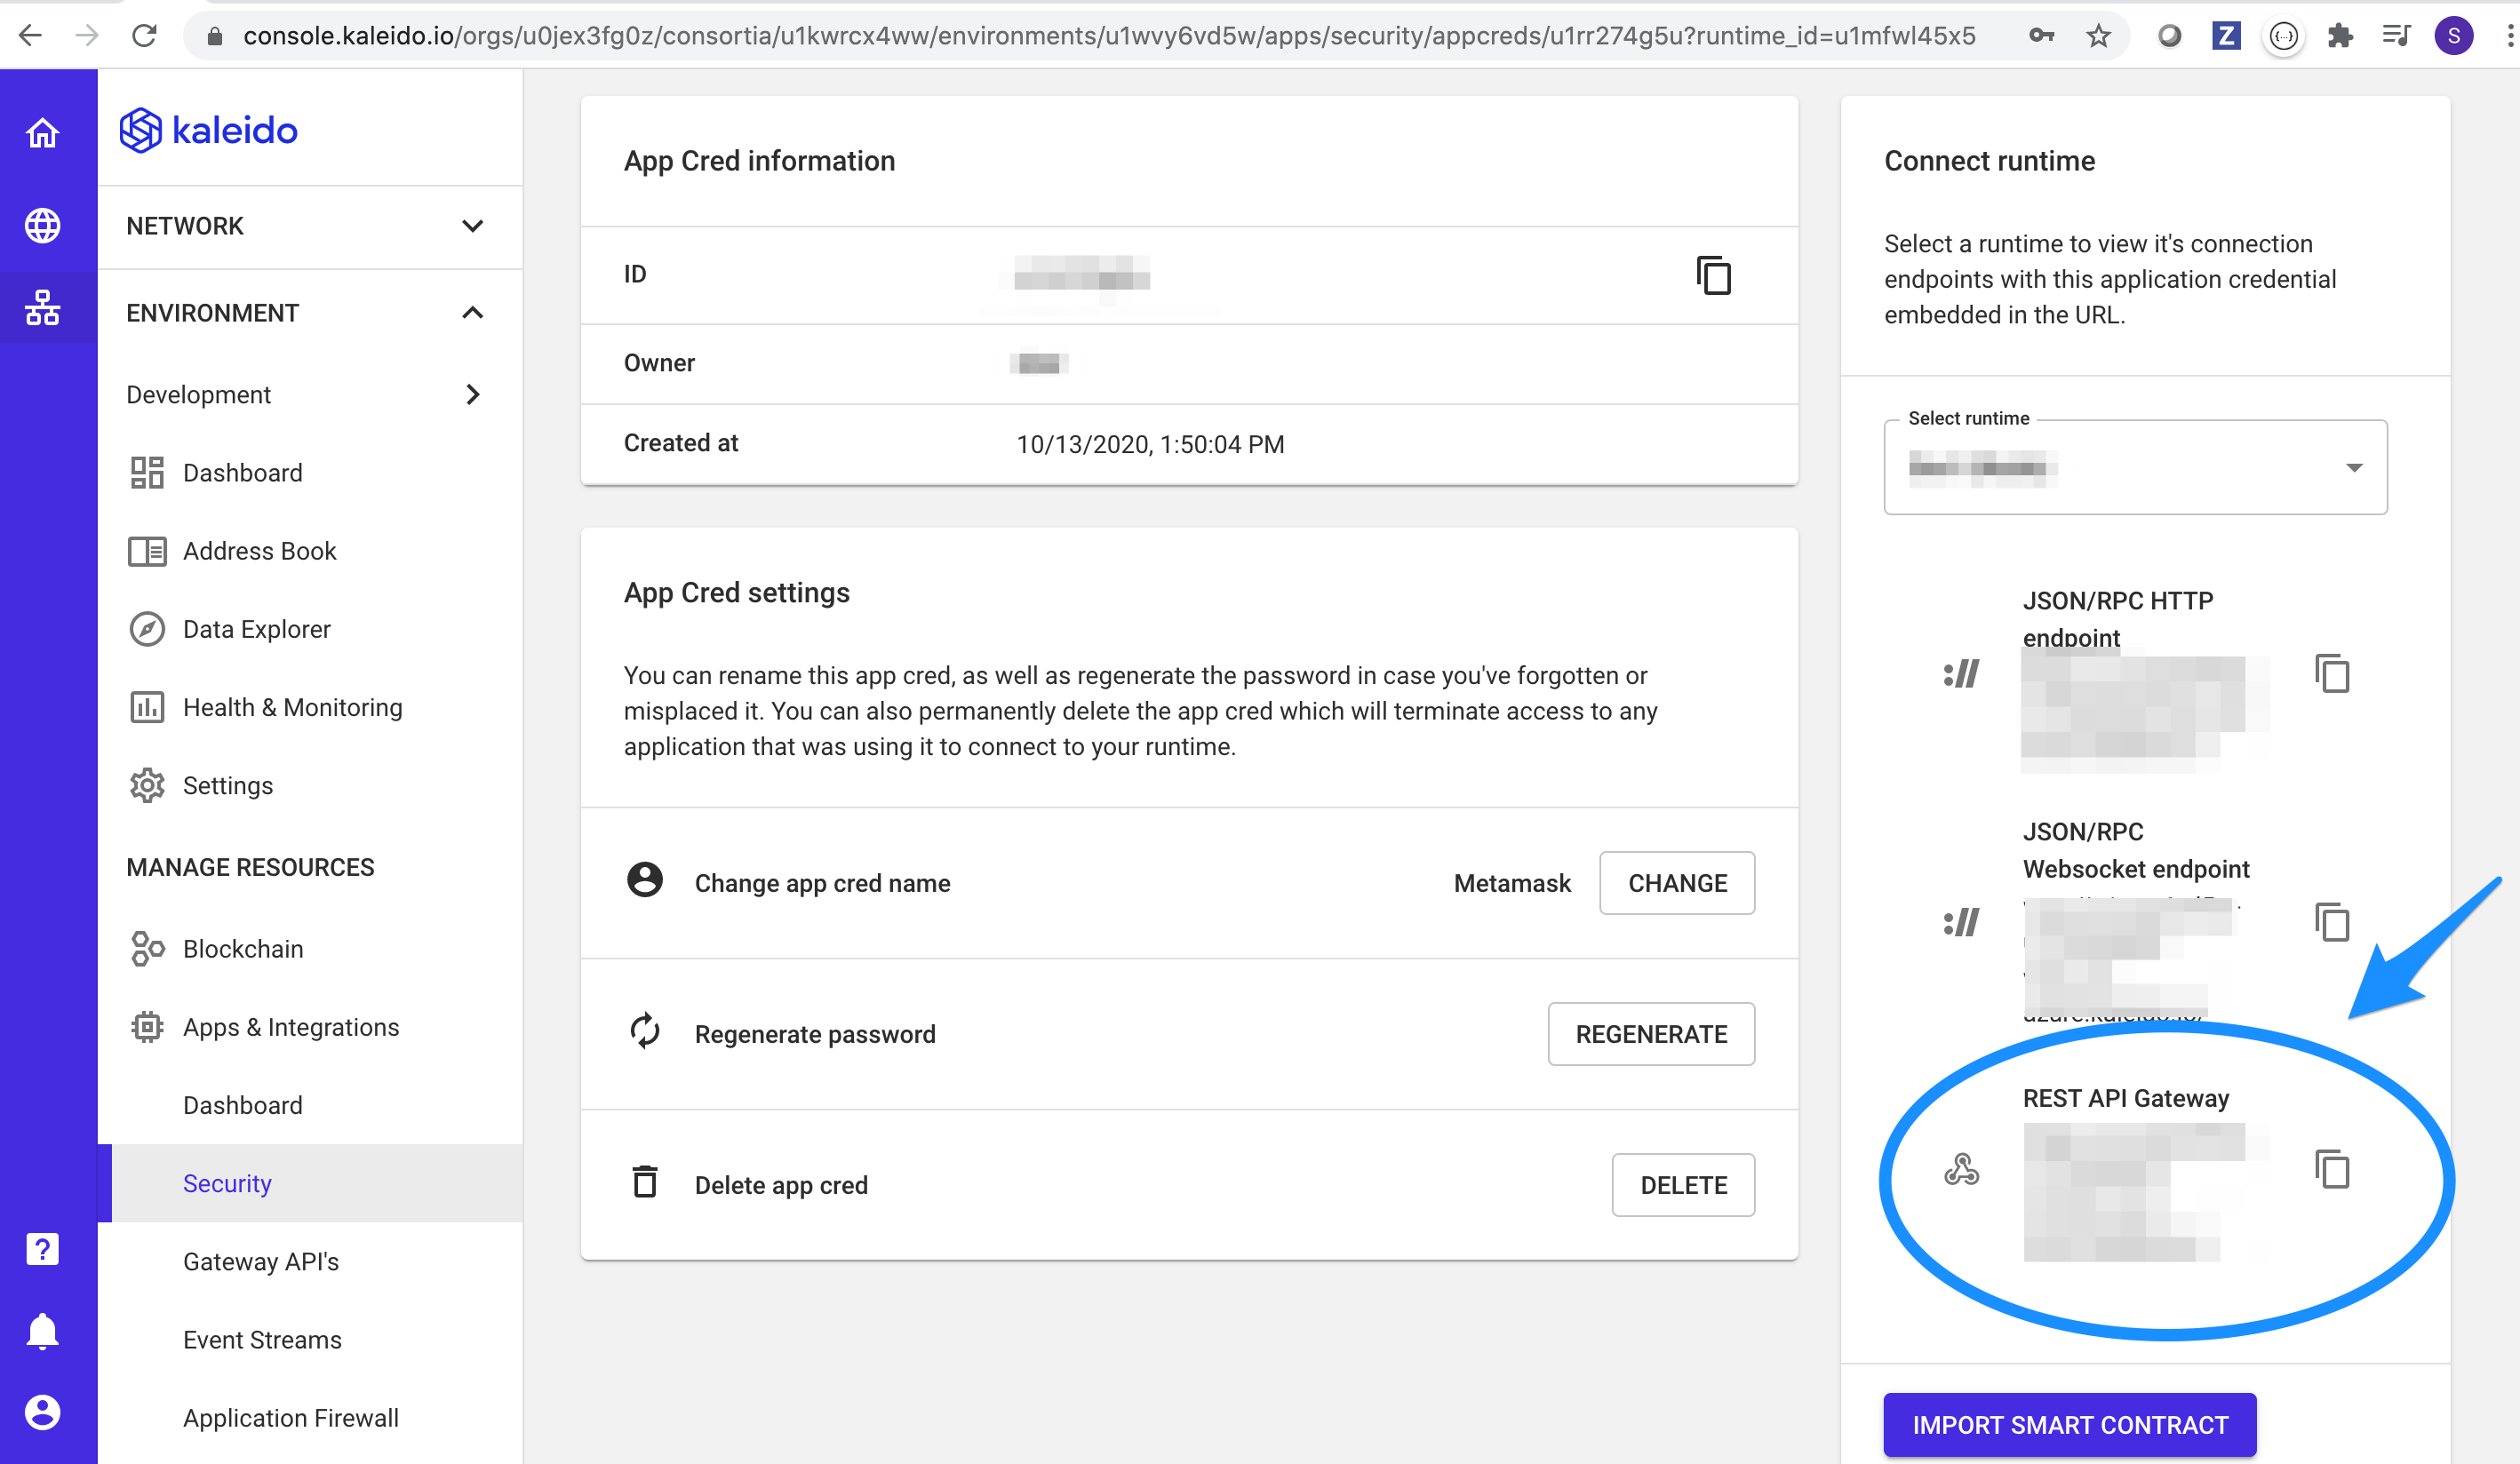 console.kaleido.io/orgs/u0jex3fg0z/consortia/u1kwrcx4ww/environments/u1wvy6vd5w/apps/security/appcreds/u1rr274g5u?runtime_id=u1mfwl45x5
Z
{···}
S
kaleido
NETWORK
ENVIRONMENT
Development
Dashboard
Address Book
Data Explorer
Health & Monitoring
Settings
MANAGE RESOURCES
Blockchain
Apps & Integrations
Dashboard
Security
Gateway API's
Event Streams
Application Firewall
?
App Cred information
ID
Owner
Created at 10/13/2020, 1:50:04 PM
App Cred settings
You can rename this app cred, as well as regenerate the password in case you've forgotten or
misplaced it. You can also permanently delete the app cred which will terminate access to any
application that was using it to connect to your runtime.
Change app cred name Metamask CHANGE
Regenerate password REGENERATE
Delete app cred DELETE
Connect runtime
Select a runtime to view it's connection
endpoints with this application credential
embedded in the URL.
Select runtime
JSON/RPC HTTP
endpoint
://
JSON/RPC
Websocket endpoint
://
azure.kaleido.io/
REST API Gateway
IMPORT SMART CONTRACT